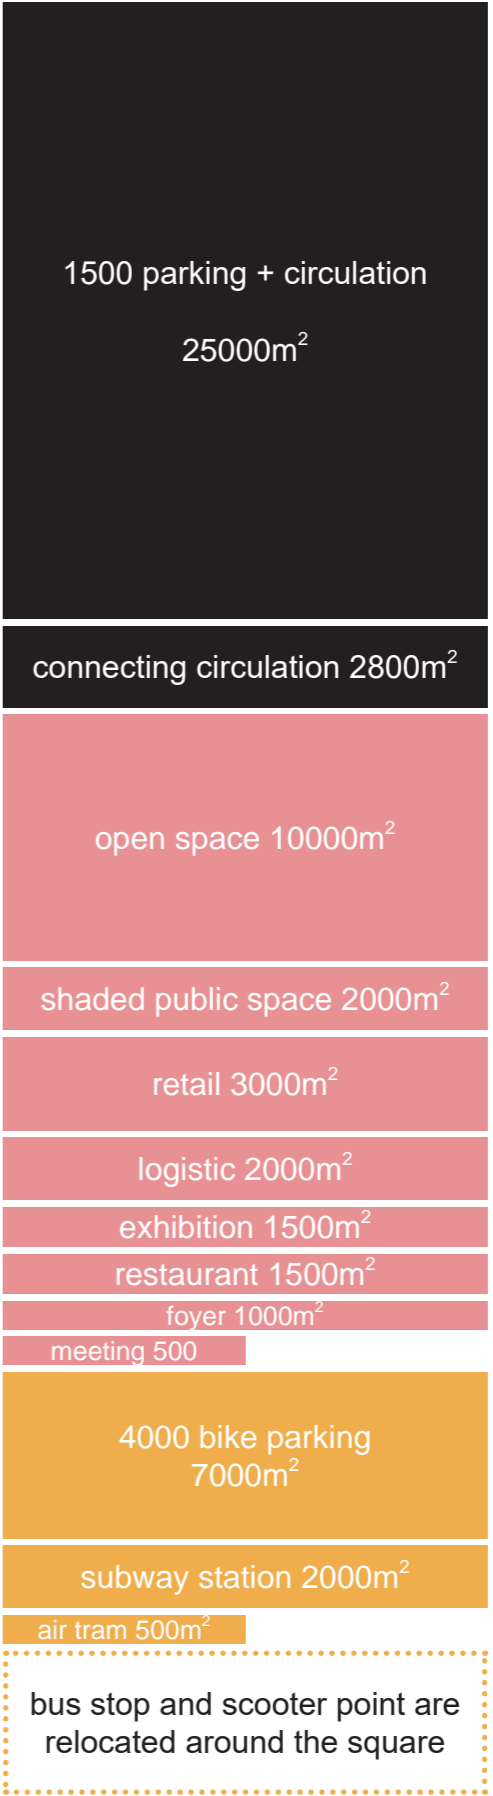 1500 parking + circulation
25000m²
connecting circulation 2800m²
open space 10000m²
shaded public space 2000m²
retail 3000m²
logistic 2000m²
exhibition 1500m²
restaurant 1500m²
foyer 1000m²
meeting 500
4000 bike parking
7000m²
subway station 2000m²
air tram 500m²
bus stop and scooter point are
relocated around the square